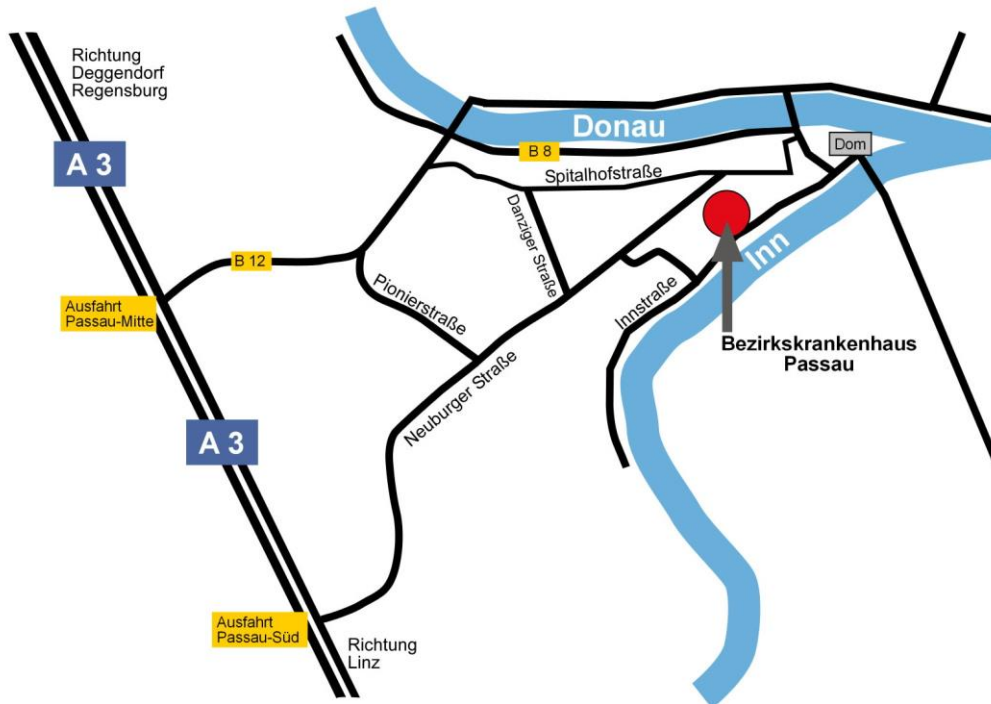 Richtung
Deggendorf
Regensburg
A 3
Donau
B 8
Dom
Spitalhofstraße
Danziger Straße
Inn
B 12
Pionierstraße
Innstraße
Ausfahrt
Passau-Mitte
Bezirkskrankenhaus
Passau
Neuburger Straße
A 3
Ausfahrt
Passau-Süd
Richtung
Linz